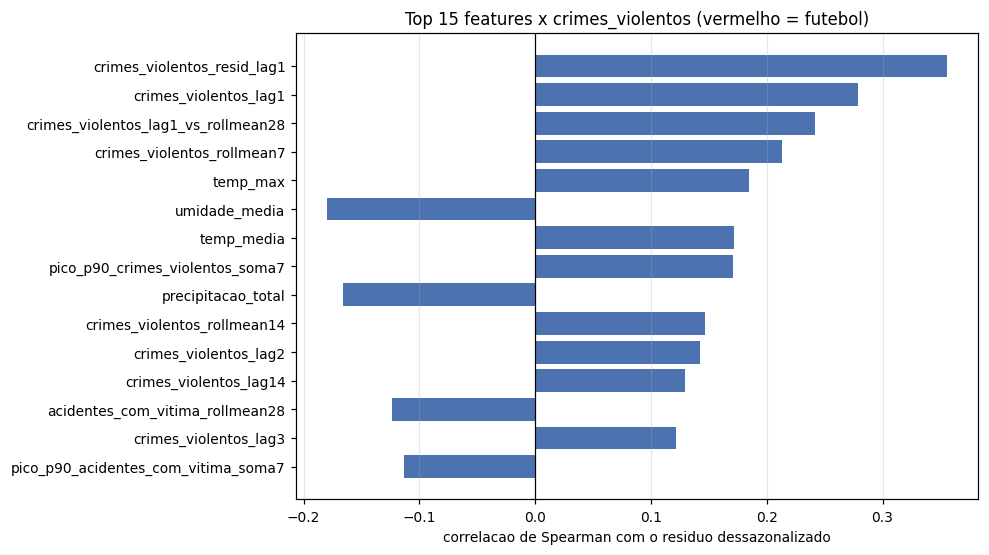 Top 15 features x crimes_violentos (vermelho = futebol)
crimes_violentos_resid_lag1
crimes_violentos_lag1
crimes_violentos_lag1_vs_rollmean28
crimes_violentos_rollmean7
temp_max
umidade_media
temp_media
pico_p90_crimes_violentos_soma7
precipitacao_total
crimes_violentos_rollmean14
crimes_violentos_lag2
crimes_violentos_lag14
acidentes_com_vitima_rollmean28
crimes_violentos_lag3
pico_p90_acidentes_com_vitima_soma7
−0.2 −0.1 0.0 0.1 0.2 0.3
correlacao de Spearman com o residuo dessazonalizado